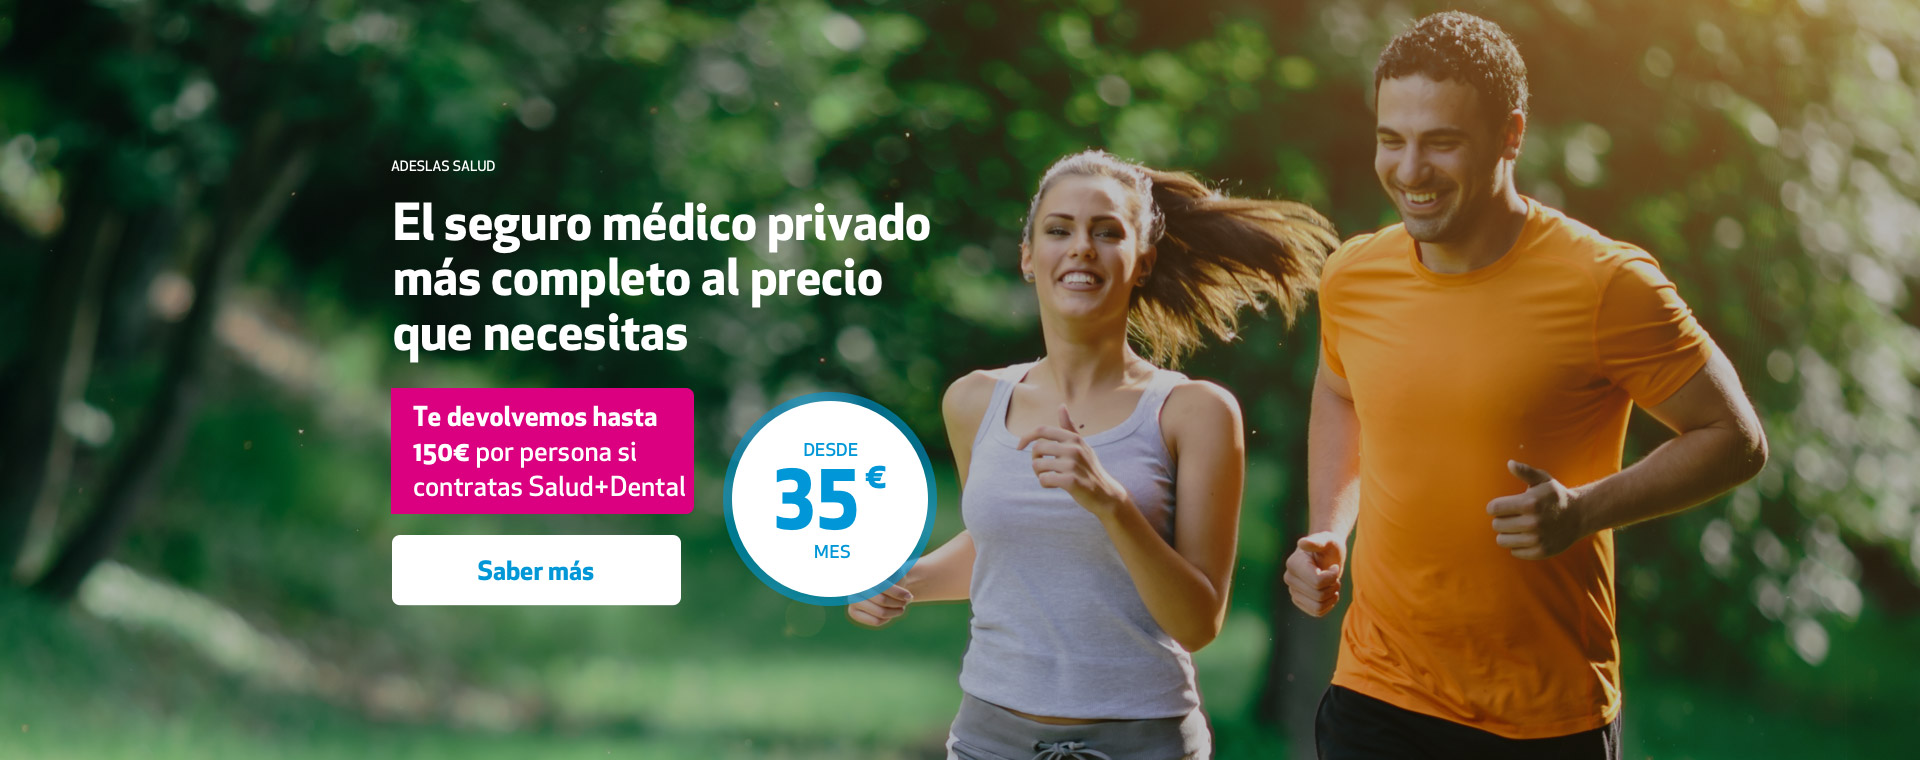 ADESLAS SALUD
El seguro médico privado
más completo al precio
que necesitas
Te devolvemos hasta
150€ por persona si
contratas Salud+Dental
DESDE
35€
MES
Saber más